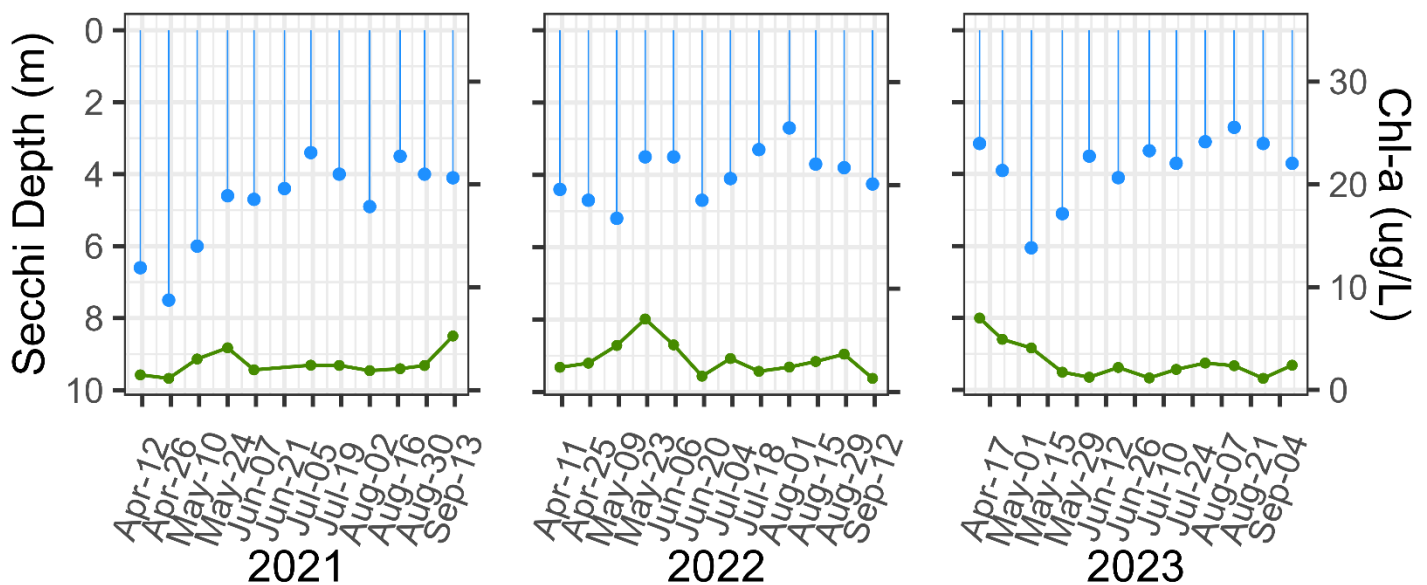 Secchi Depth (m)
0
2
4
6
8
10
Apr-12
Apr-26
May-10
May-24
Jun-07
Jun-21
Jul-05
Jul-19
Aug-02
Aug-16
Aug-30
Sep-13
2021
Apr-11
Apr-25
May-09
May-23
Jun-06
Jun-20
Jul-04
Jul-18
Aug-01
Aug-15
Aug-29
Sep-12
2022
Apr-17
May-01
May-15
May-29
Jun-12
Jun-26
Jul-10
Jul-24
Aug-07
Aug-21
Sep-04
2023
30
20
10
0
Chl-a (ug/L)